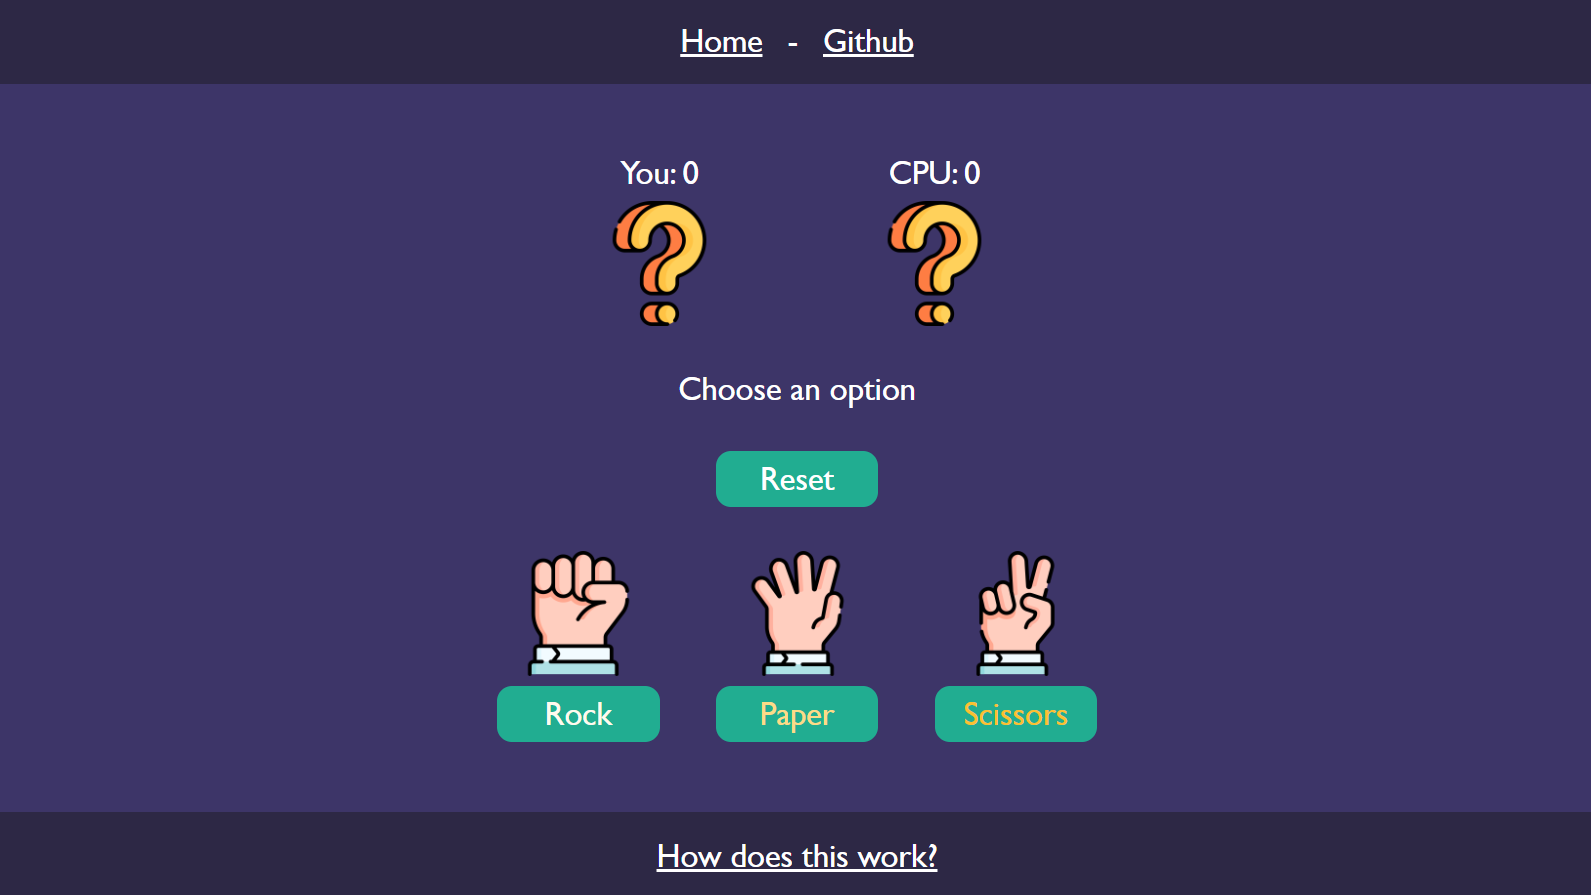 Home - Github
You: 0 CPU: 0
Choose an option
Reset
Rock Paper Scissors
How does this work?